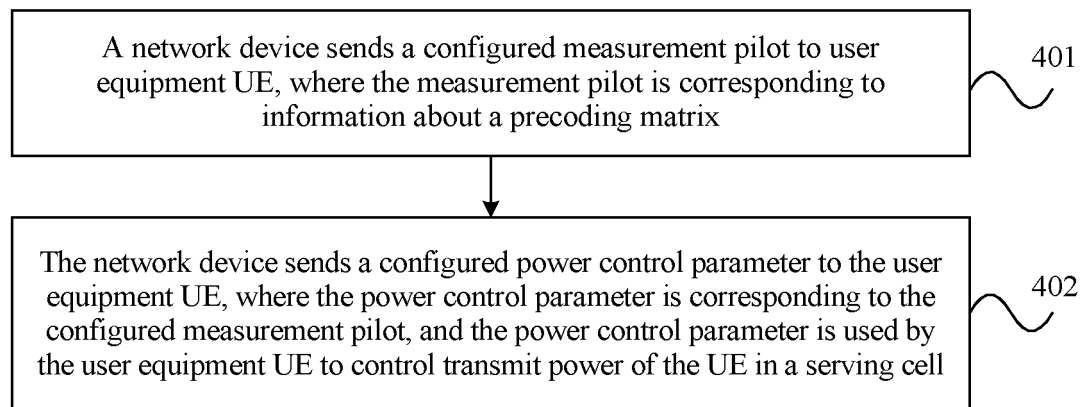 A network device sends a configured measurement pilot to user
equipment UE, where the measurement pilot is corresponding to
information about a precoding matrix
401
The network device sends a configured power control parameter to the user
equipment UE, where the power control parameter is corresponding to the
configured measurement pilot, and the power control parameter is used by
the user equipment UE to control transmit power of the UE in a serving cell
402